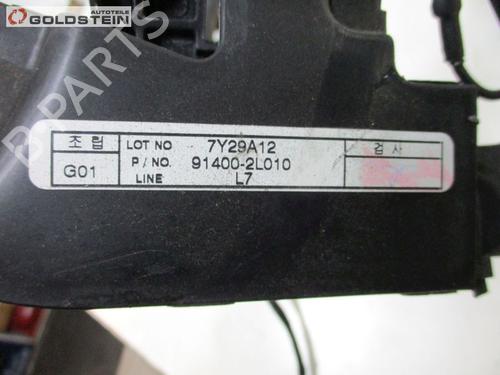 AUTOTEILE
GOLDSTEIN
B-PARTS
조립 LOT NO 7Y29A12 검사
G01 P/NO. 91400-2L010
LINE L7